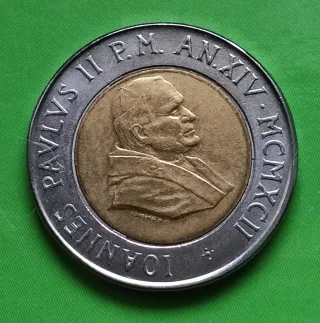 IOANNES PAVLVS II P.M. AN.XIV · MCMXCII